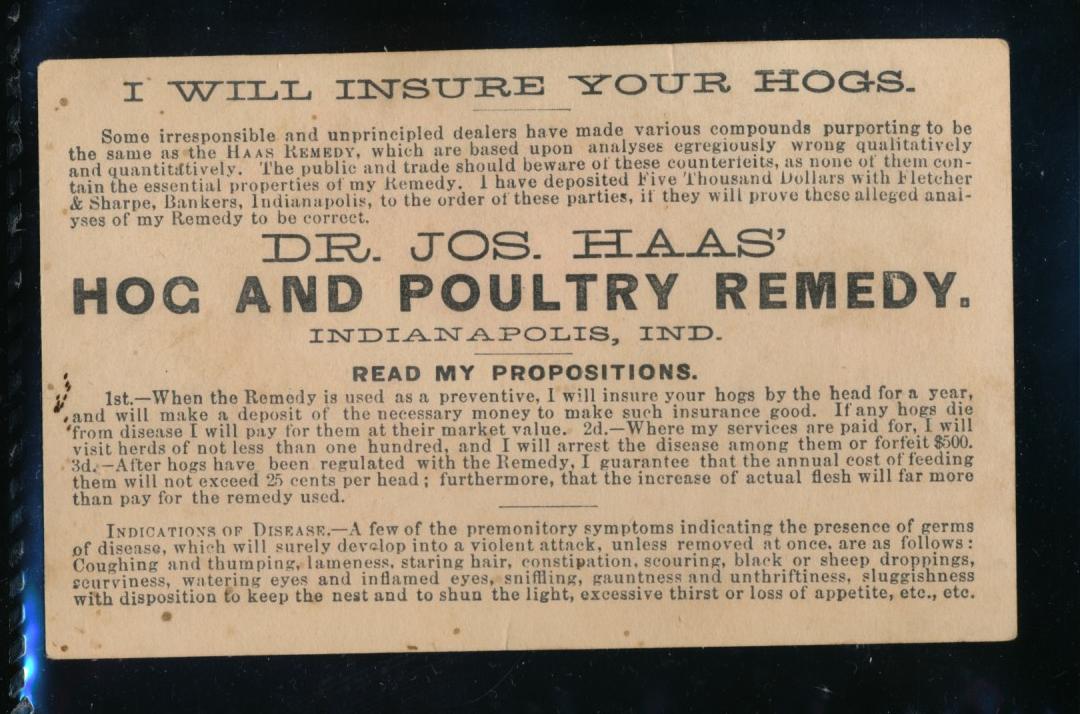 I WILL INSURE YOUR HOGS.
Some irresponsible and unprincipled dealers have made various compounds purporting to be
the same as the HAAS REMEDY, which are based upon analyses egregiously wrong qualitatively
and quantitatively. The public and trade should beware of these counterfeits, as none of them con-
tain the essential properties of my Remedy. I have deposited Five Thousand Dollars with Fletcher
& Sharpe, Bankers, Indianapolis, to the order of these parties, if they will prove these alleged anal-
yses of my Remedy to be correct.
DR. JOS. HAAS'
HOG AND POULTRY REMEDY.
INDIANAPOLIS, IND.
READ MY PROPOSITIONS.
1st.—When the Remedy is used as a preventive, I will insure your hogs by the head for a year,
and will make a deposit of the necessary money to make such insurance good. If any hogs die
from disease I will pay for them at their market value. 2d.—Where my services are paid for, I will
visit herds of not less than one hundred, and I will arrest the disease among them or forfeit $500.
3d.—After hogs have been regulated with the Remedy, I guarantee that the annual cost of feeding
them will not exceed 25 cents per head; furthermore, that the increase of actual flesh will far more
than pay for the remedy used.
INDICATIONS OF DISEASE.—A few of the premonitory symptoms indicating the presence of germs
of disease, which will surely develop into a violent attack, unless removed at once, are as follows:
Coughing and thumping, lameness, staring hair, constipation, scouring, black or sheep droppings,
scurviness, watering eyes and inflamed eyes, sniffling, gauntness and unthriftiness, sluggishness
with disposition to keep the nest and to shun the light, excessive thirst or loss of appetite, etc., etc.